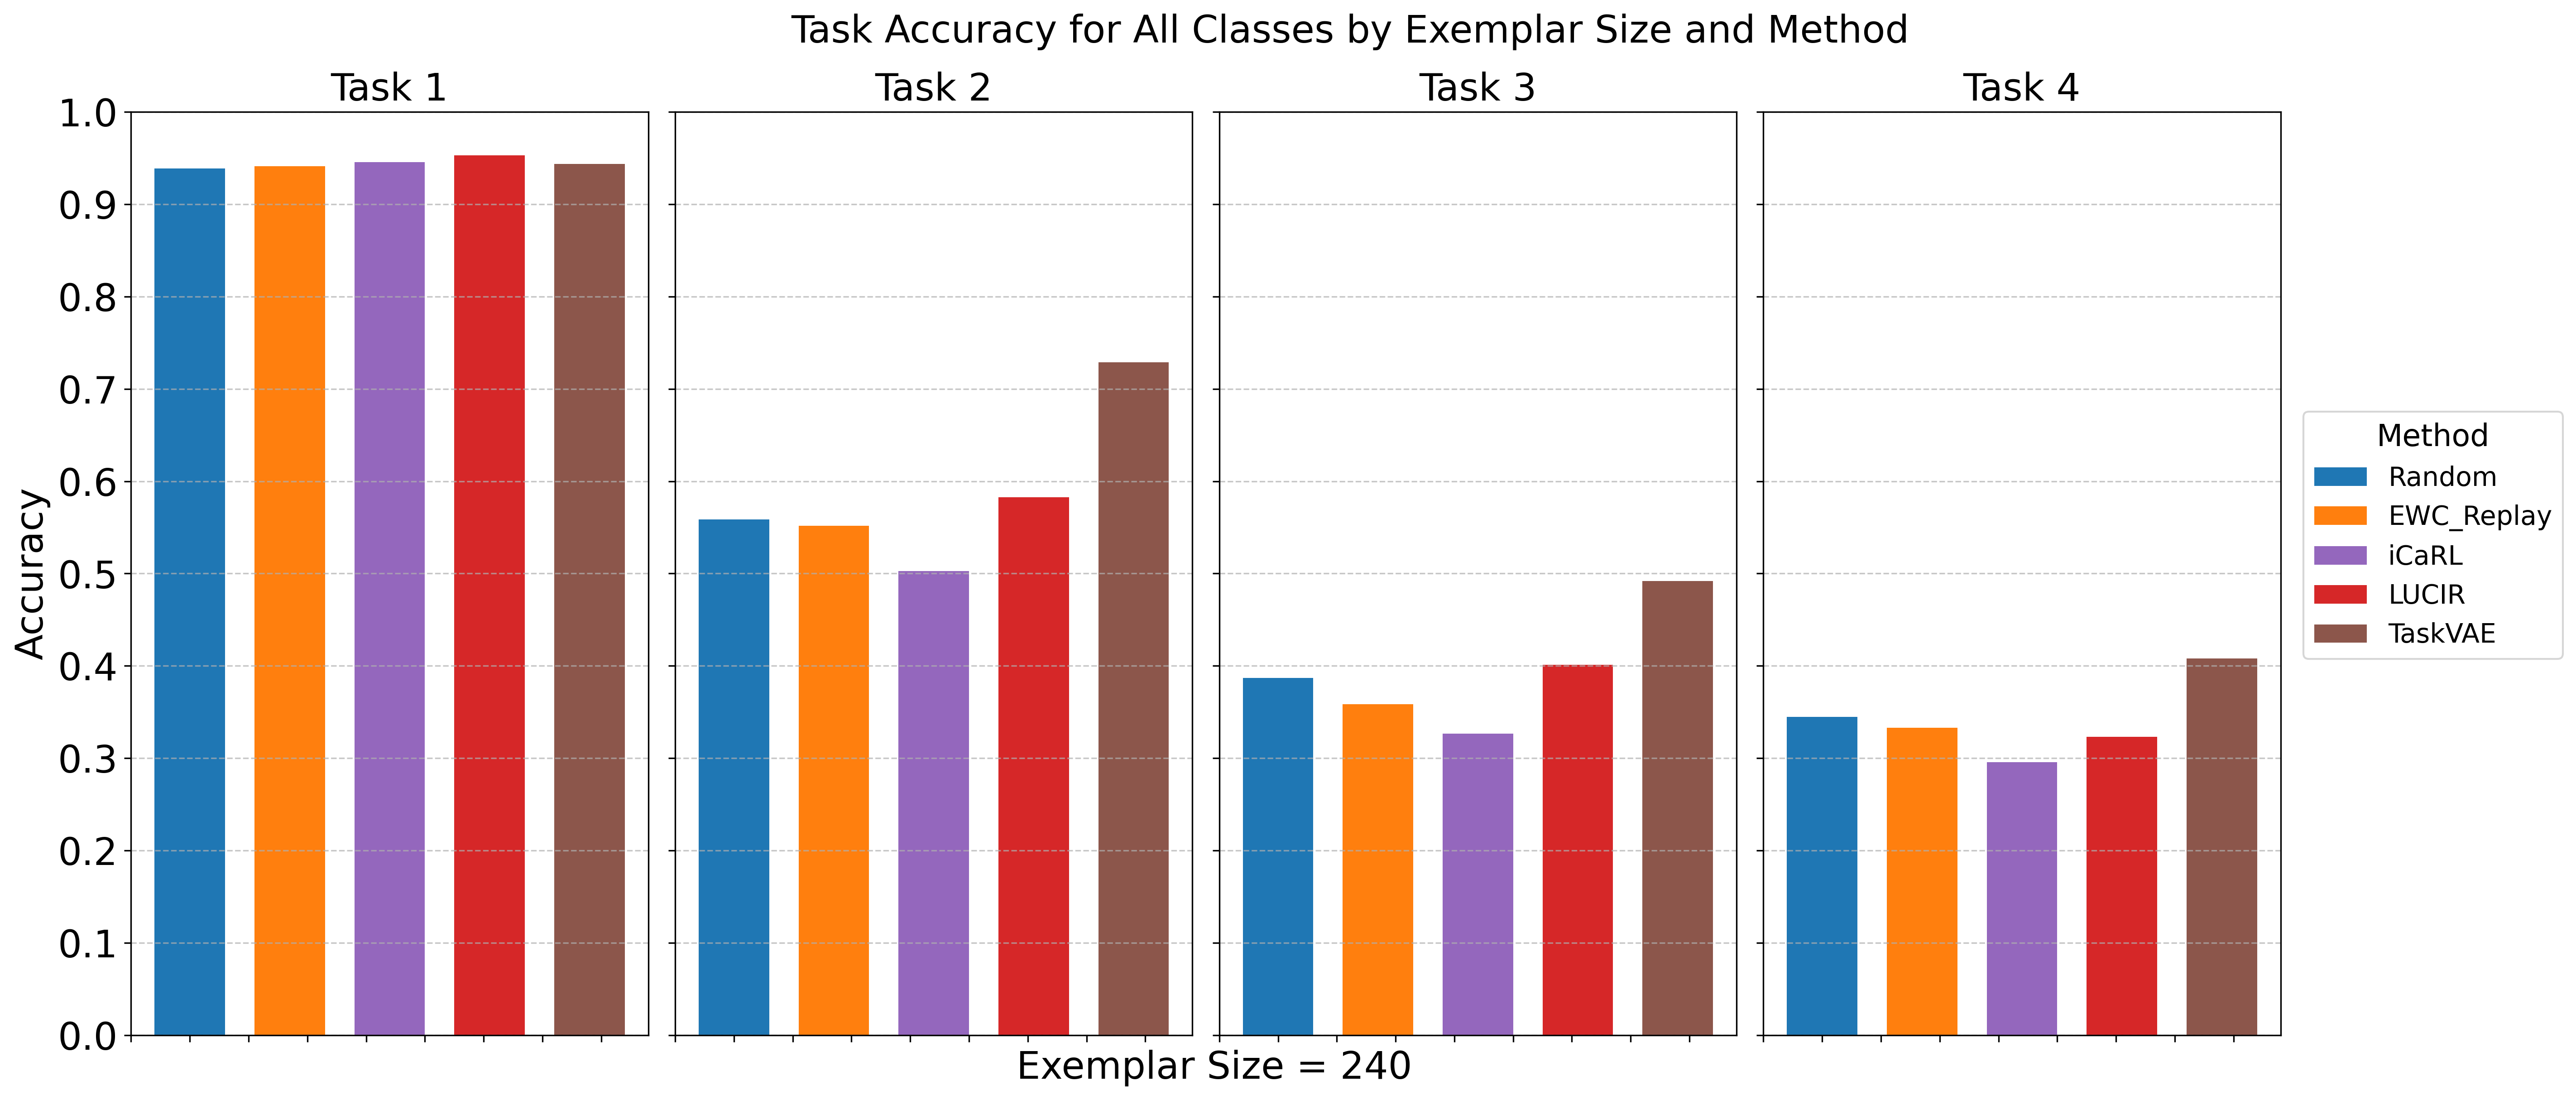 Task Accuracy for All Classes by Exemplar Size and Method
Task 1
Task 2
Task 3
Task 4
1.0
0.9
0.8
0.7
0.6
0.5
0.4
0.3
0.2
0.1
0.0
Accuracy
Exemplar Size = 240
Method
Random
EWC_Replay
iCaRL
LUCIR
TaskVAE